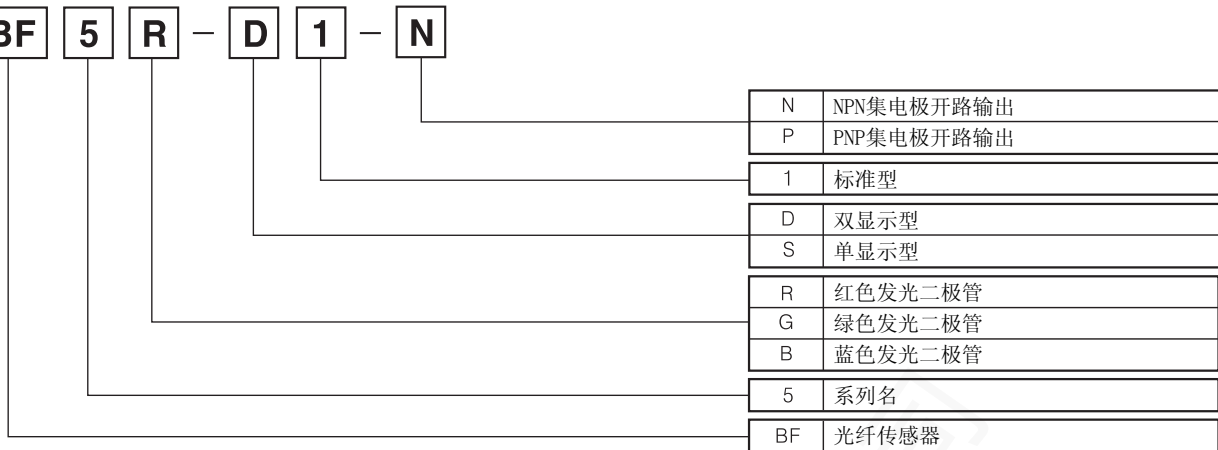 BF 5 R - D 1 - N
N NPN集电极开路输出
P PNP集电极开路输出
1 标准型
D 双显示型
S 单显示型
R 红色发光二极管
G 绿色发光二极管
B 蓝色发光二极管
5 系列名
BF 光纤传感器